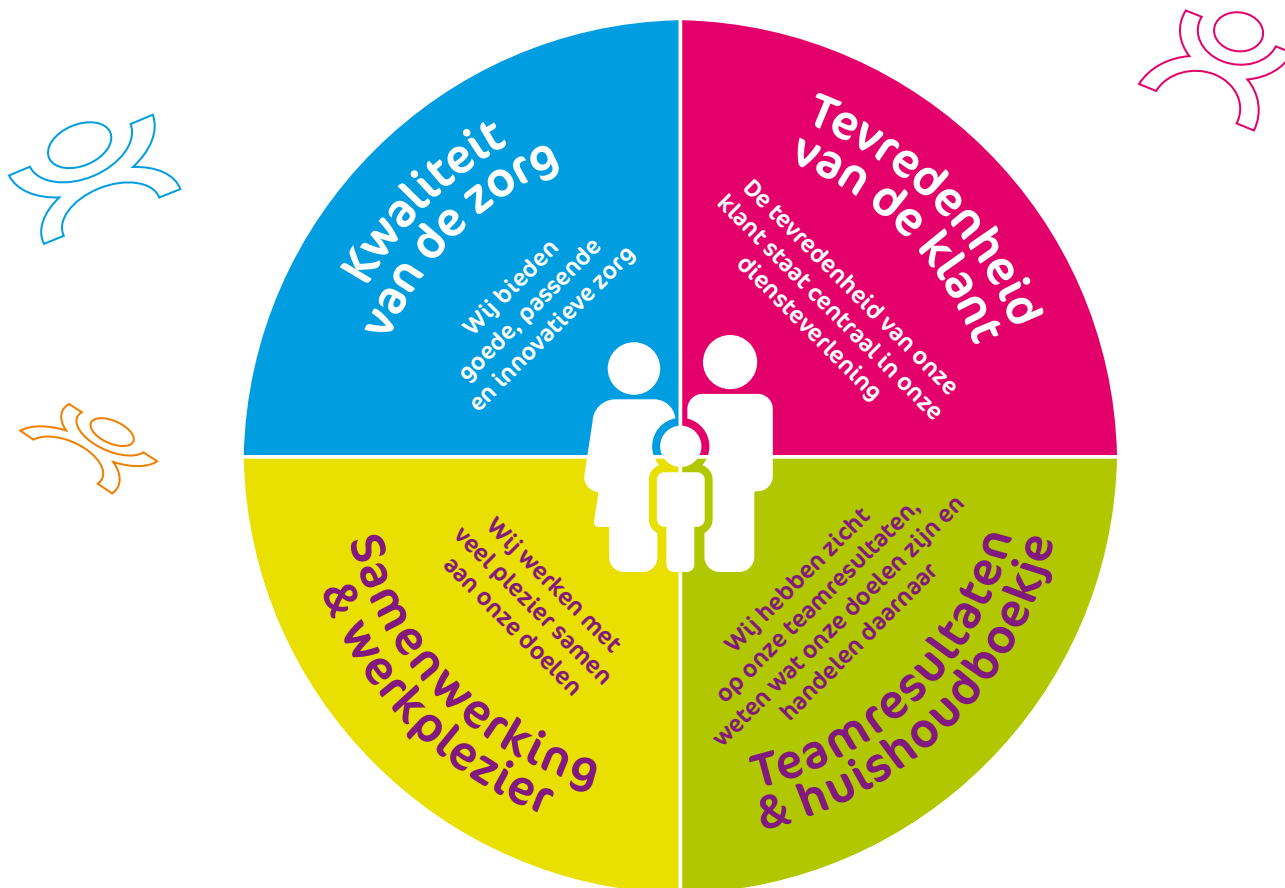 Kwaliteit
van de zorg
Wij bieden
goede, passende
en innovatieve zorg
Tevredenheid
van de klant
De tevredenheid van onze
klant staat centraal in onze
diensteverlening
Samenwerking
& werkplezier
Wij werken met
veel plezier samen
aan onze doelen
Wij hebben zicht
op onze teamresultaten,
weten wat onze doelen zijn en
handelen daarnaar
Teamresultaten
& huishoudboekje